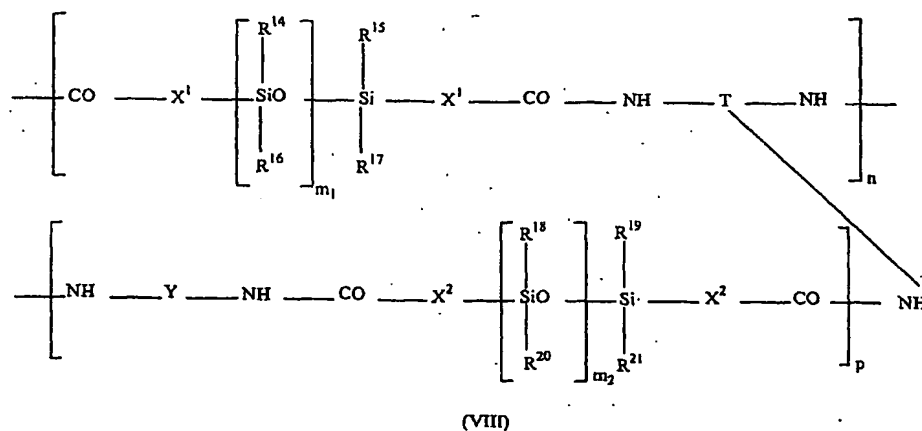 R¹⁴ R¹⁵
CO X¹ SiO Si X¹ CO NH T NH
R¹⁶ R¹⁷
m₁ n
R¹⁸ R¹⁹
NH Y NH CO X² SiO Si X² CO NH
R²⁰ R²¹
m₂ p
(VIII)